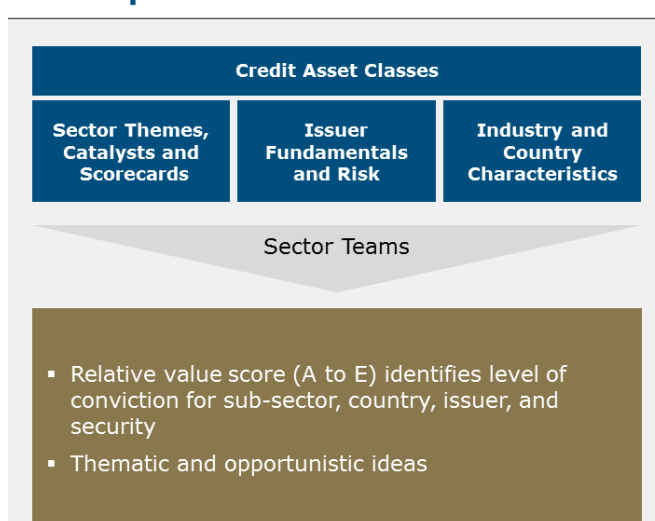 Credit Asset Classes
Sector Themes,
Catalysts and
Scorecards
Issuer
Fundamentals
and Risk
Industry and
Country
Characteristics
Sector Teams
▪ Relative value score (A to E) identifies level of
conviction for sub-sector, country, issuer, and
security
▪ Thematic and opportunistic ideas